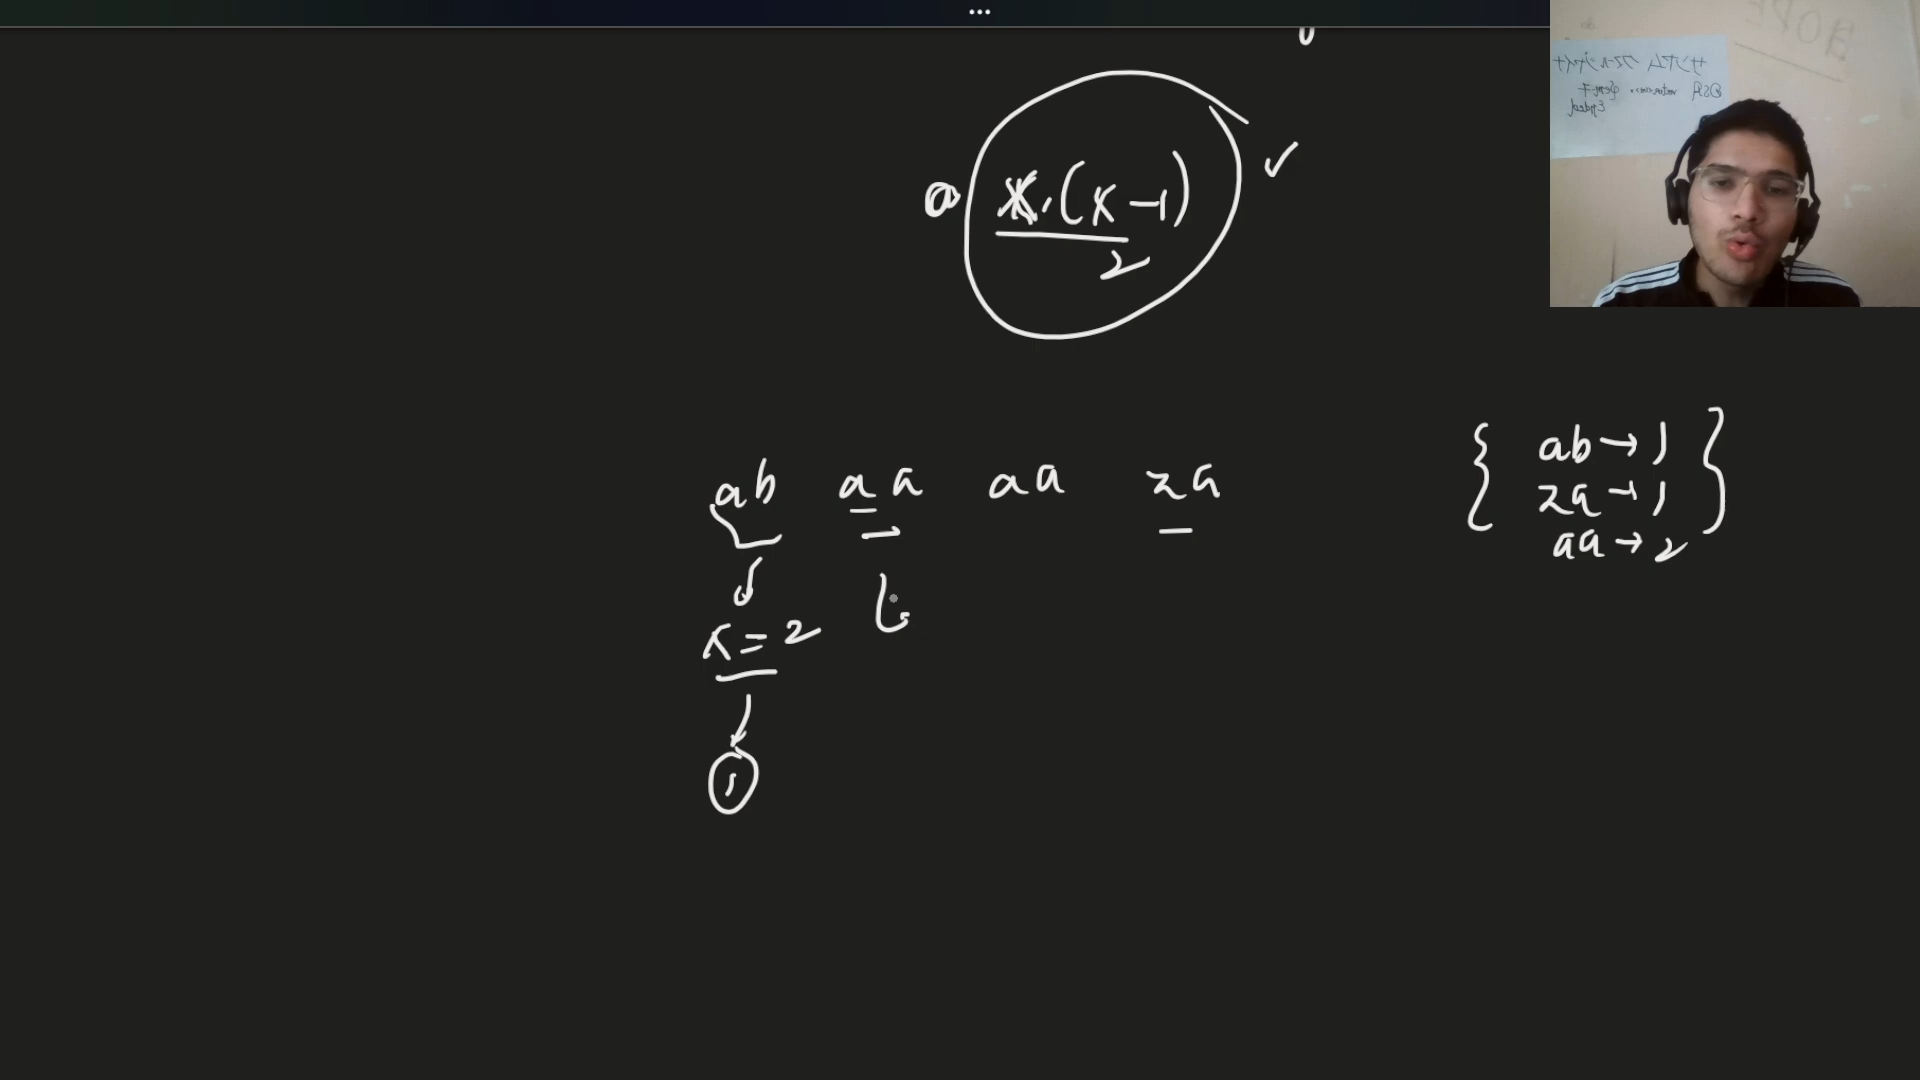 ...
x.(x-1)
2
ab aa aa za
x=2
1
ab→1
za→1
aa→2